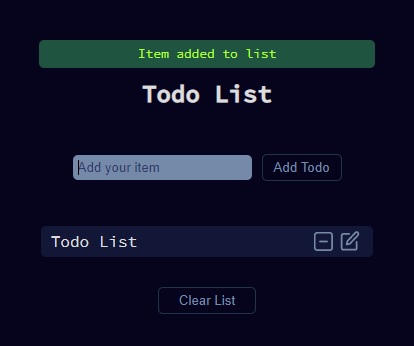 Item added to list
Todo List
Add your item
Add Todo
Todo List
Clear List